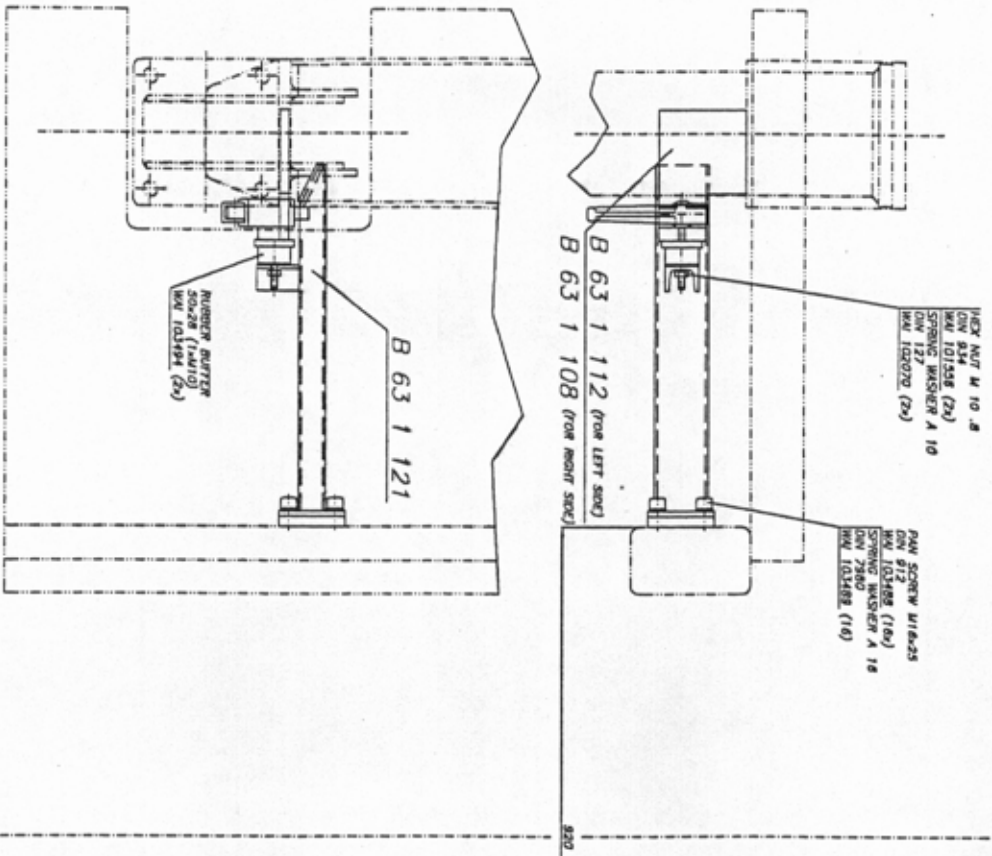 HEX NUT M 10 .8
DIN 934
WAI 101558 (2x)
SPRING WASHER A 10
DIN 127
WAI 102070 (2x)
PAN SCREW M16x25
DIN 912
WAI 103488 (16x)
SPRING WASHER A 16
DIN 7980
WAI 103489 (16)
B 63 1 112 (FOR LEFT SIDE)
B 63 1 108 (FOR RIGHT SIDE)
B 63 1 121
RUBBER BUFFER
50x28 (1xM10)
WAI 103494 (2x)
920